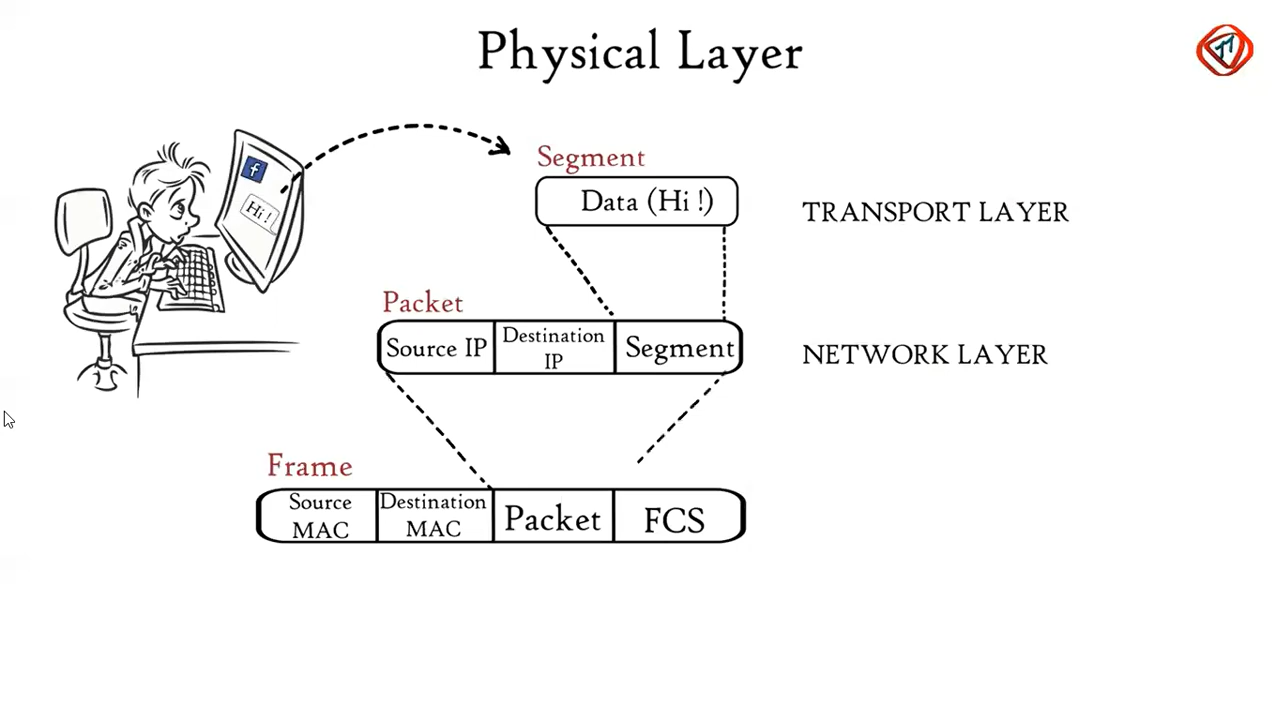 Physical Layer
f
Hi !
Segment
Data (Hi !)
TRANSPORT LAYER
Packet
Source IP
Destination
IP
Segment
NETWORK LAYER
Frame
Source
MAC
Destination
MAC
Packet
FCS